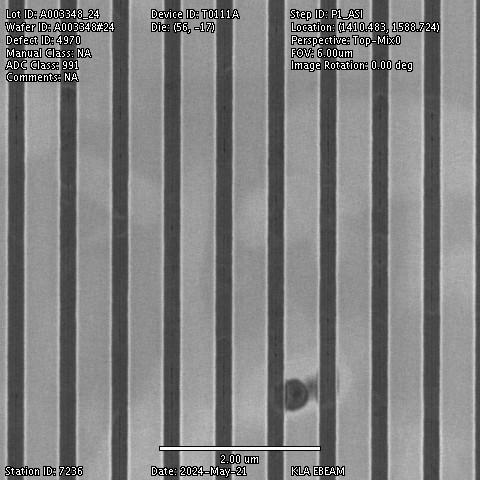 Lot ID: A003348_24
Device ID: T0111A
Step ID: P1_ASI
Wafer ID: A003348#24
Die: (56, -17)
Location: (1410.483, 1588.724)
Defect ID: 4970
Perspective: Top-Mix0
Manual Class: NA
FOV: 6.00um
ADC Class: 991
Image Rotation: 0.00 deg
Comments: NA
2.00 um
Station ID: 7236
Date: 2024-May-21
KLA EBEAM